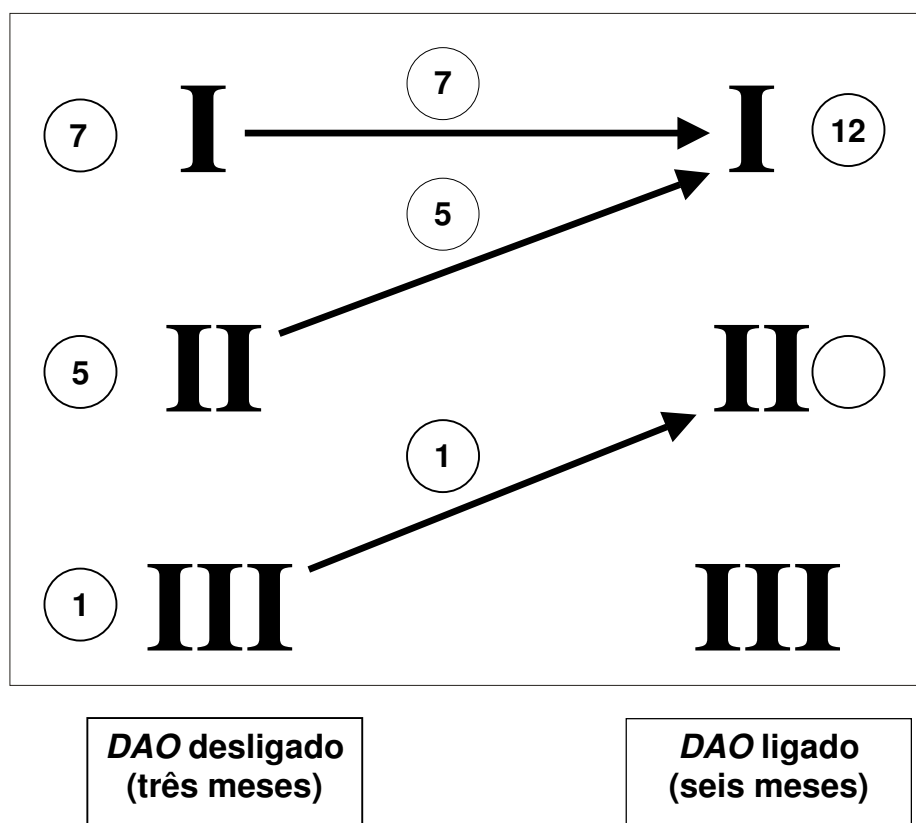 7
7 I I 12
5
5 II II
1
1 III III
DAO desligado DAO ligado
(três meses) (seis meses)